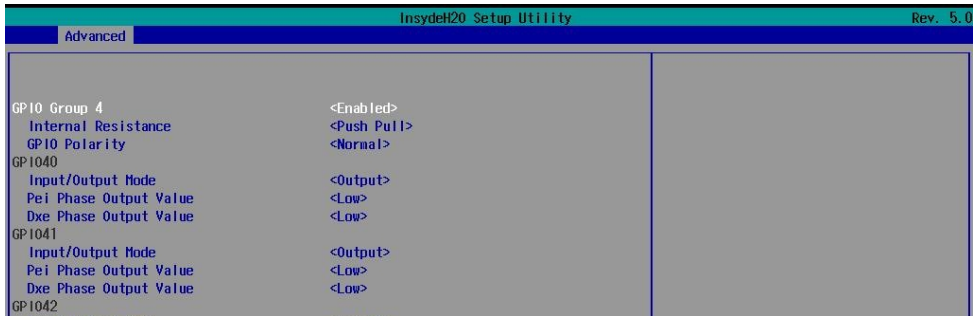 InsydeH2O Setup Utility Rev. 5.0
Advanced
GPIO Group 4 <Enabled>
Internal Resistance <Push Pull>
GPIO Polarity <Normal>
GPIO40
Input/Output Mode <Output>
Pei Phase Output Value <Low>
Dxe Phase Output Value <Low>
GPIO41
Input/Output Mode <Output>
Pei Phase Output Value <Low>
Dxe Phase Output Value <Low>
GPIO42